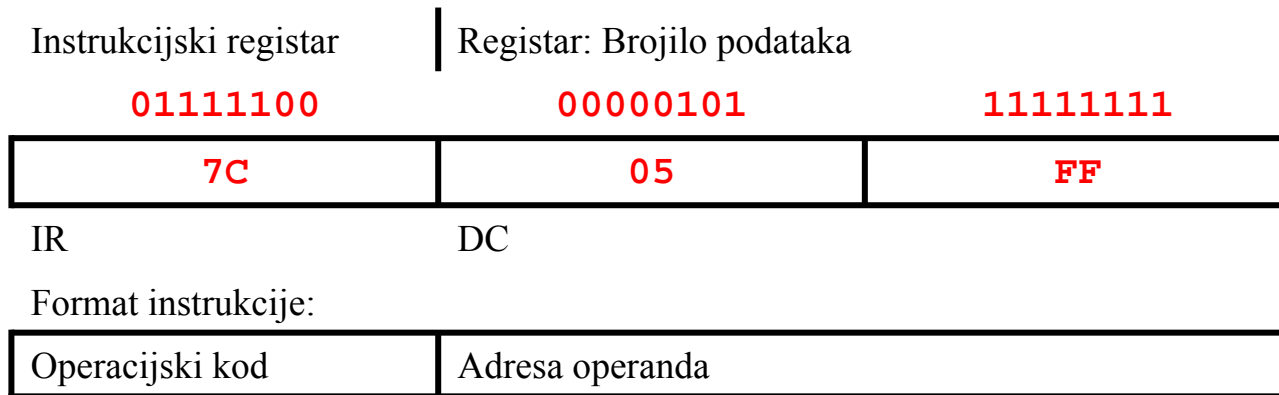 Instrukcijski registar Registar: Brojilo podataka
01111100 00000101 11111111
7C 05 FF
IR DC
Format instrukcije:
Operacijski kod Adresa operanda